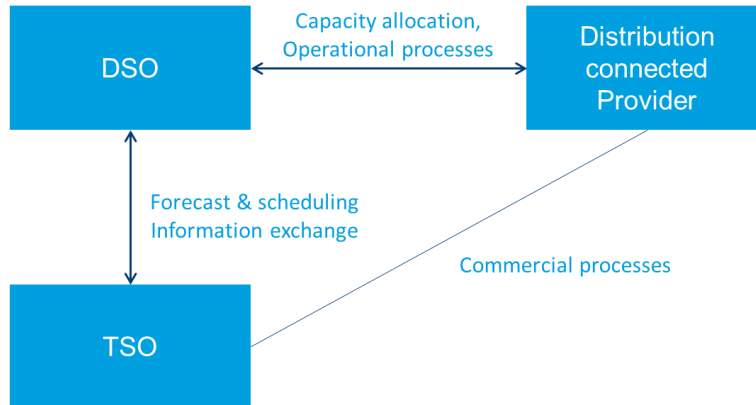 Capacity allocation,
Operational processes
DSO
Distribution
connected
Provider
Forecast & scheduling
Information exchange
Commercial processes
TSO